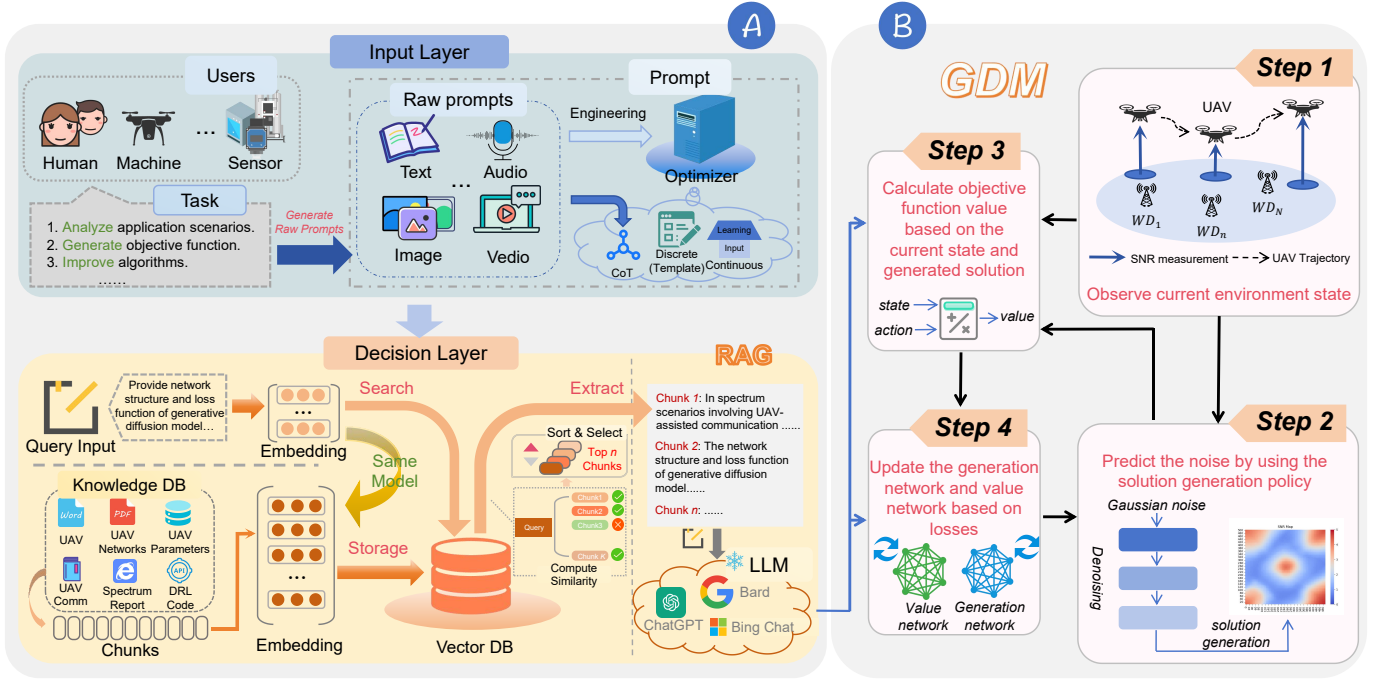 A
B
Input Layer
Users
Human
Machine
...
Sensor
Task
1. Analyze application scenarios.
2. Generate objective function.
3. Improve algorithms.
......
Generate
Raw Prompts
Raw prompts
Text
Audio
...
Image
Vedio
Engineering
Prompt
Optimizer
CoT
Discrete
(Template)
Learning
Input
Continuous
Decision Layer
RAG
Query Input
Provide network
structure and loss
function of generative
diffusion model…
...
Embedding
Search
Extract
Same
Model
Knowledge DB
Word
UAV
PDF
UAV
Networks
UAV
Parameters
UAV
Comm
Spectrum
Report
API
DRL
Code
Chunks
...
Embedding
Storage
Vector DB
Sort & Select
Top n
Chunks
Query
Chunk1
Chunk2
Chunk3
Chunk K
Compute
Similarity
Chunk 1: In spectrum
scenarios involving UAV-
assisted communication ......
Chunk 2: The network
structure and loss function
of generative diffusion
model......
Chunk n: ......
LLM
ChatGPT
Bard
Bing Chat
GDM
Step 1
UAV
WD1
WDn
WDN
SNR measurement
UAV Trajectory
Observe current environment state
Step 3
Calculate objective
function value
based on the
current state and
generated solution
state
action
value
Step 4
Update the generation
network and value
network based on
losses
Value
network
Generation
network
Step 2
Predict the noise by using the
solution generation policy
Gaussian noise
Denoising
solution
generation